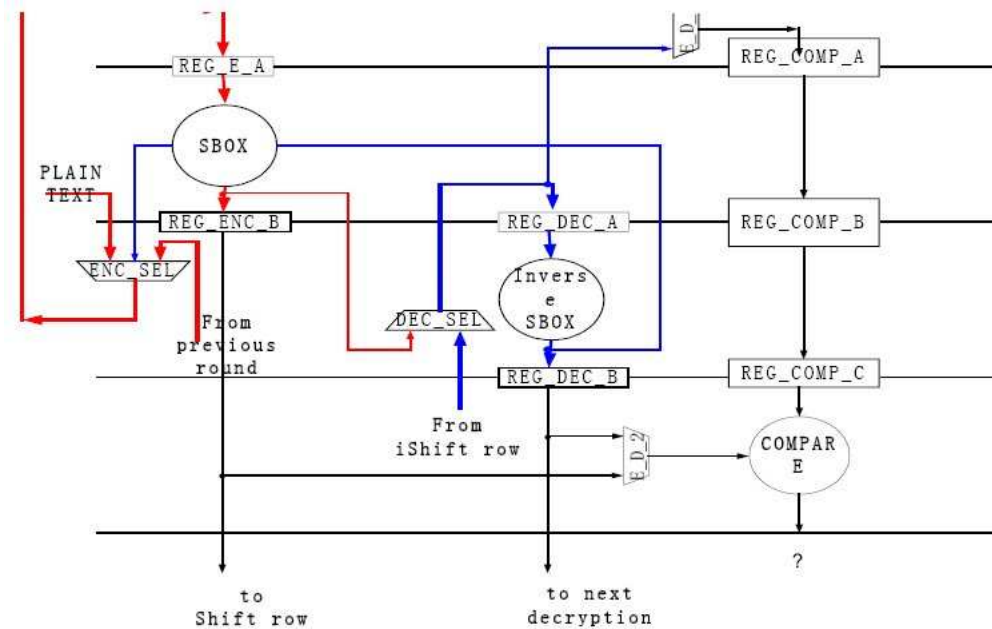 E_D_
REG_E_A
REG_COMP_A
SBOX
PLAIN
TEXT
REG_ENC_B
REG_DEC_A
REG_COMP_B
ENC_SEL
Invers
e
SBOX
DEC_SEL
From
previous
round
REG_DEC_B
REG_COMP_C
From
iShift row
E_D_2
COMPAR
E
?
to
Shift row
to next
decryption